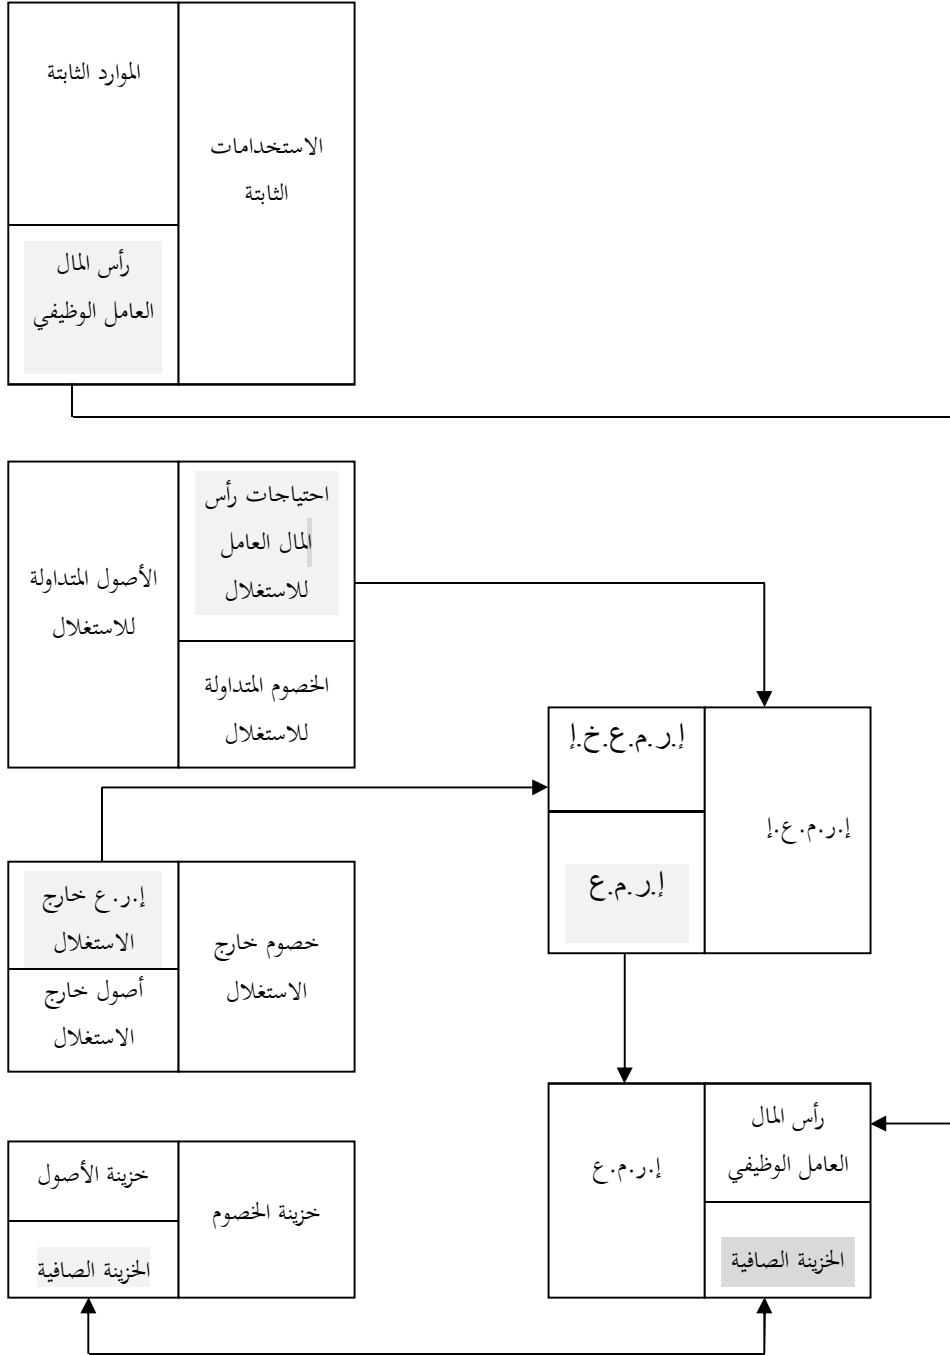 الموارد الثابتة
الاستخدامات
الثابتة
رأس المال
العامل الوظيفي
احتياجات رأس
المال العامل
للاستغلال
الأصول المتداولة
للاستغلال
الخصوم المتداولة
للاستغلال
إ.ر.م.ع.خ.إ
إ.ر.م.ع.إ
إ.ر.م.ع
إ.ر.ع خارج
الاستغلال
خصوم خارج
الاستغلال
أصول خارج
الاستغلال
رأس المال
العامل الوظيفي
إ.ر.م.ع
الخزينة الصافية
خزينة الأصول
خزينة الخصوم
الخزينة الصافية